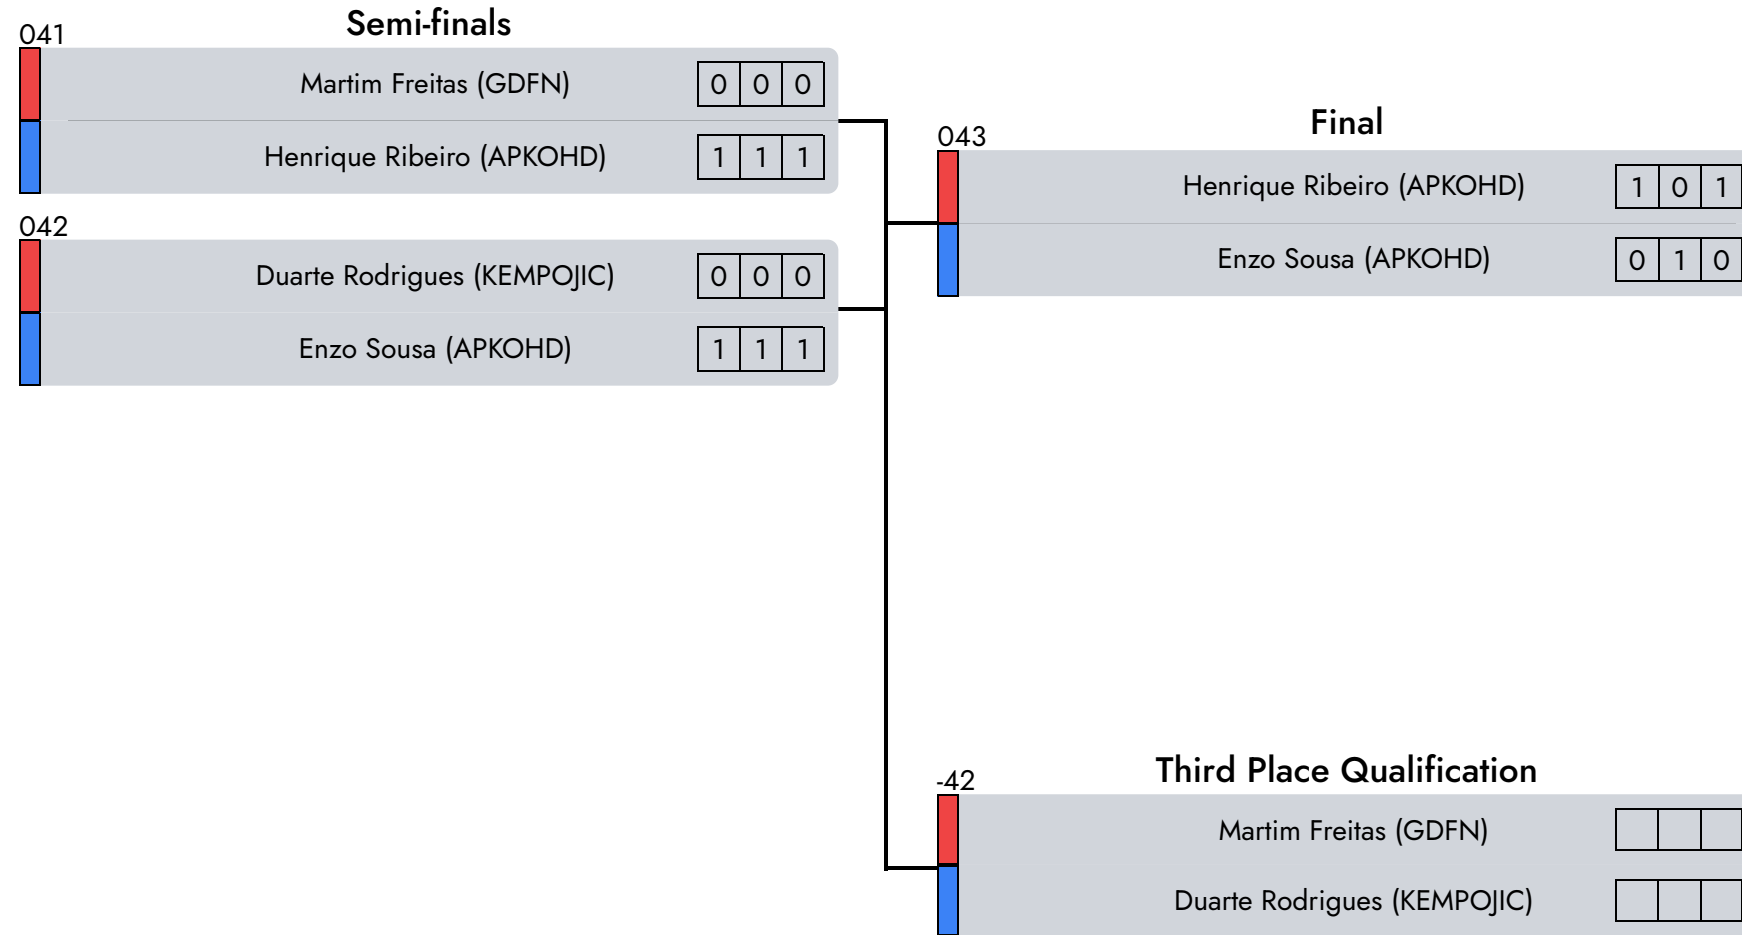 Semi-finals
041
Martim Freitas (GDFN) 0 0 0
Henrique Ribeiro (APKOHD) 1 1 1
042
Duarte Rodrigues (KEMPOJIC) 0 0 0
Enzo Sousa (APKOHD) 1 1 1
Final
043
Henrique Ribeiro (APKOHD) 1 0 1
Enzo Sousa (APKOHD) 0 1 0
Third Place Qualification
-42
Martim Freitas (GDFN)
Duarte Rodrigues (KEMPOJIC)